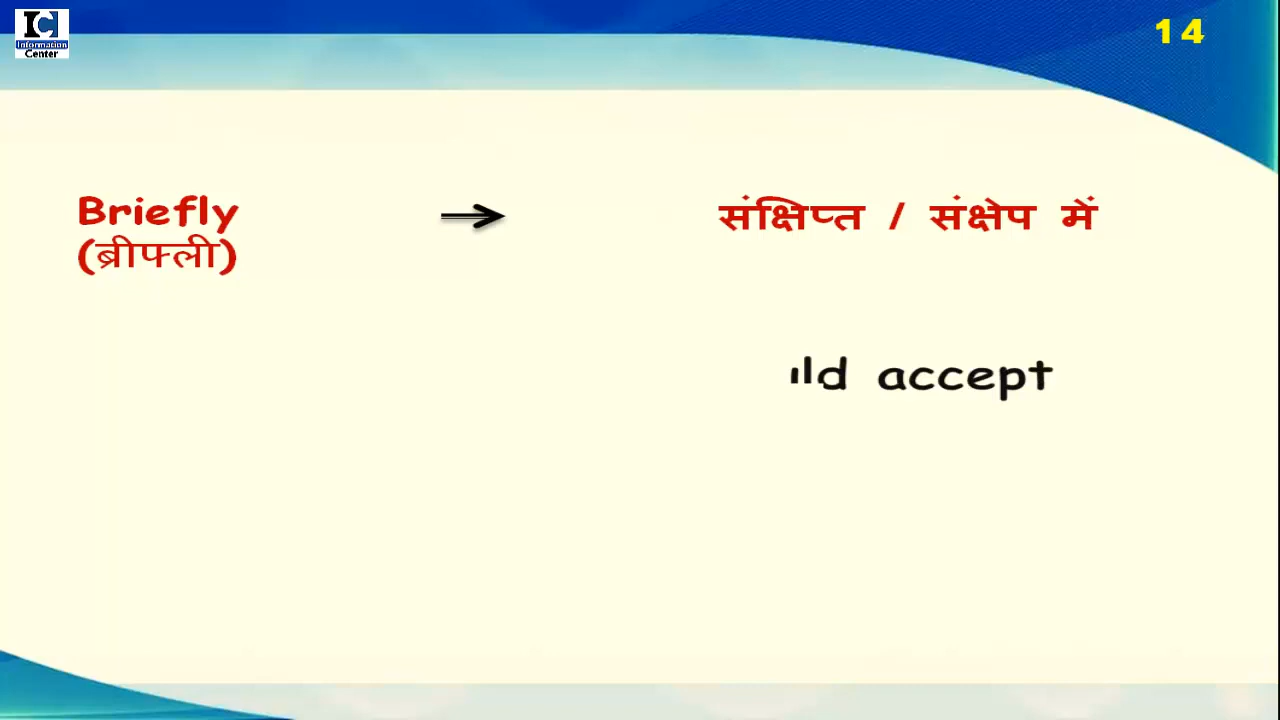 IC
Information
Center
14
Briefly → संक्षिप्त / संक्षेप में
(ब्रीफ्ली)
accept